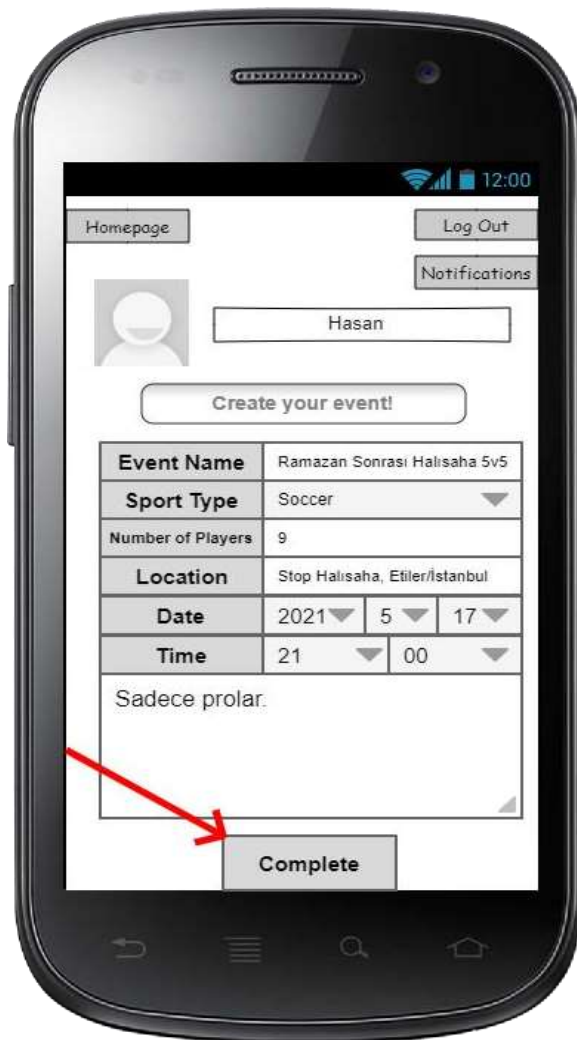 12:00
Homepage
Log Out
Notifications
Hasan
Create your event!
Event Name Ramazan Sonrası Halısaha 5v5
Sport Type Soccer
Number of Players 9
Location Stop Halısaha, Etiler/İstanbul
Date 2021 5 17
Time 21 00
Sadece prolar.
Complete